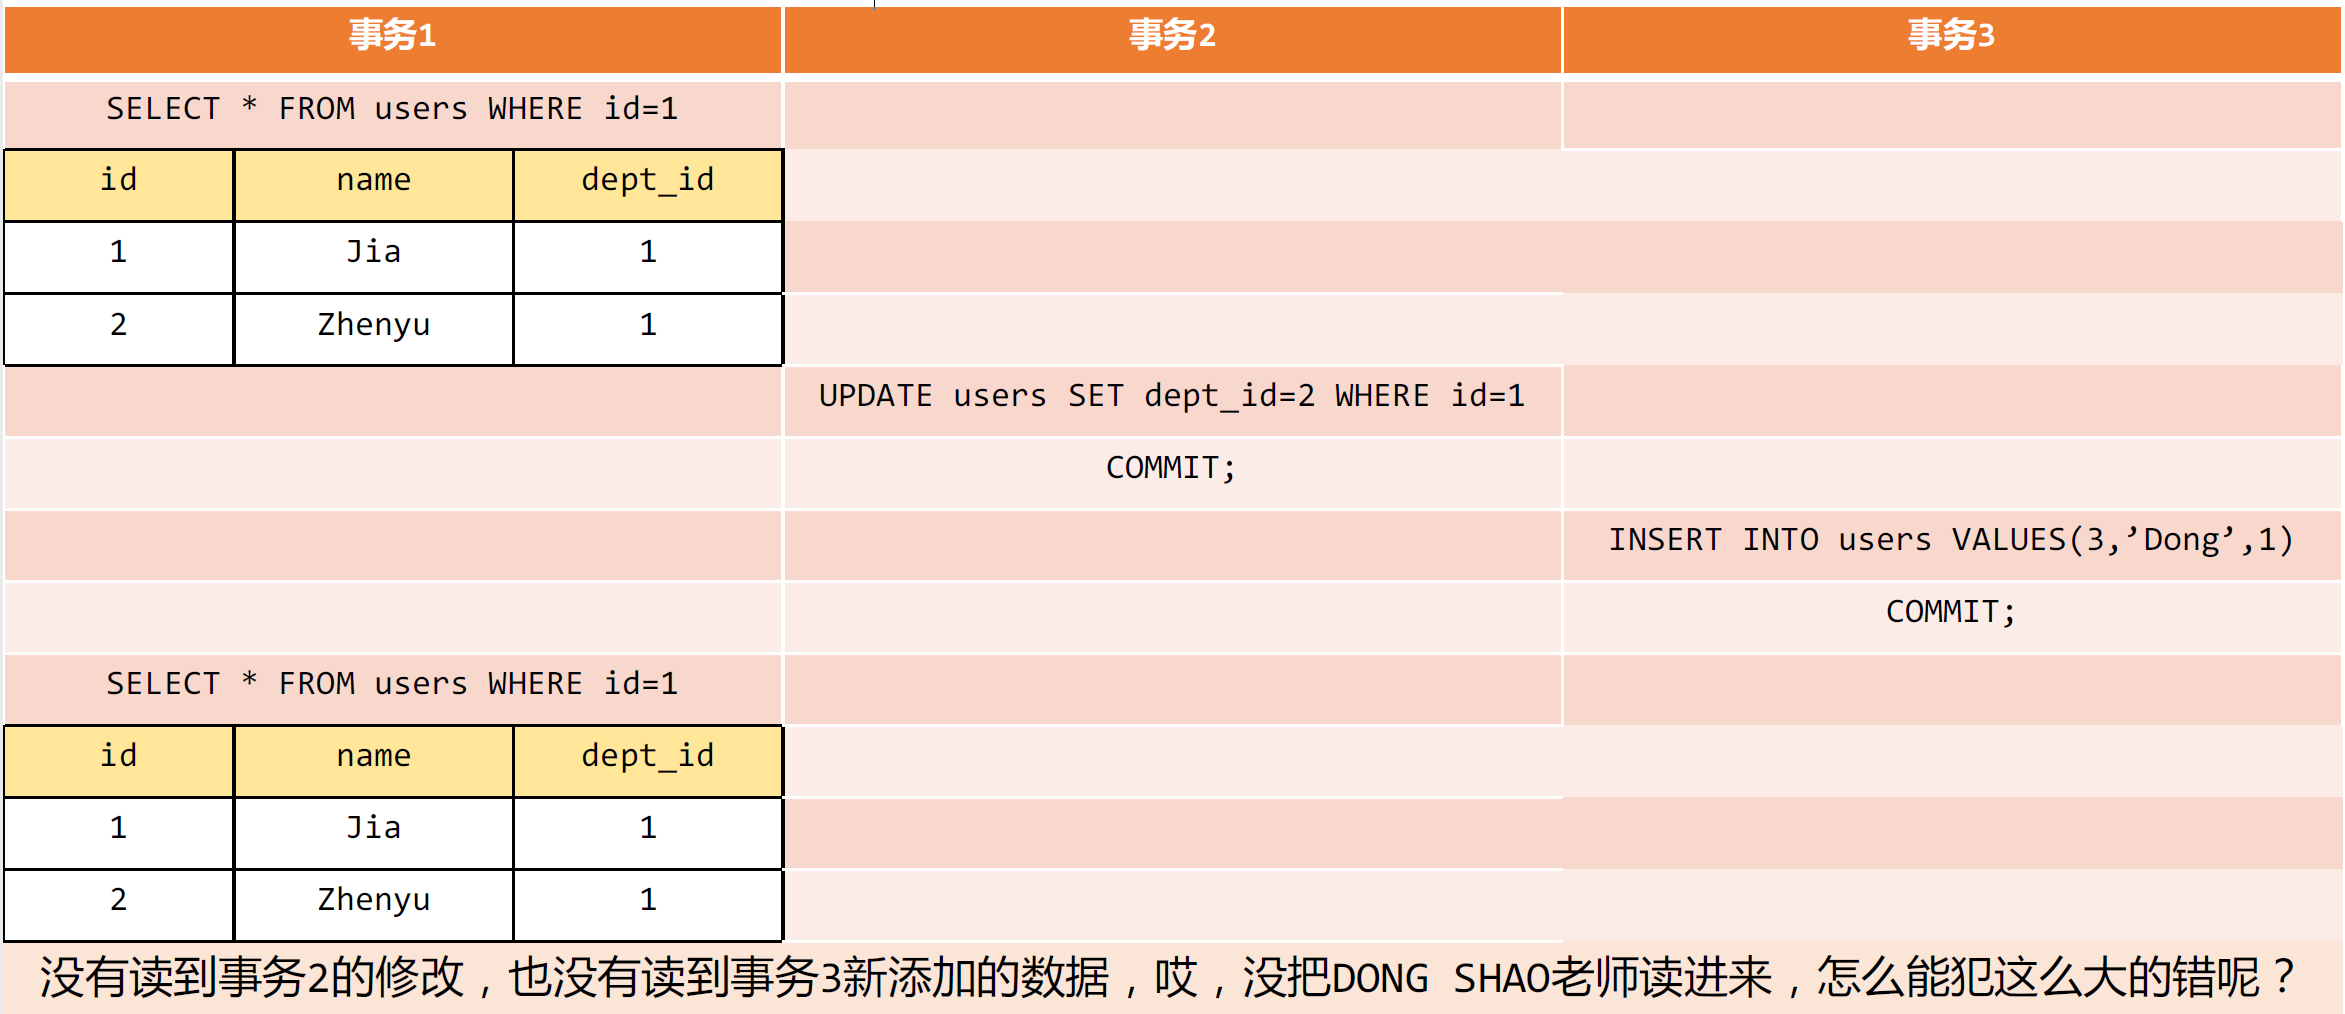 事务1 事务2 事务3
SELECT * FROM users WHERE id=1
id name dept_id
1 Jia 1
2 Zhenyu 1
UPDATE users SET dept_id=2 WHERE id=1
COMMIT;
INSERT INTO users VALUES(3,’Dong’,1)
COMMIT;
SELECT * FROM users WHERE id=1
id name dept_id
1 Jia 1
2 Zhenyu 1
没有读到事务2的修改，也没有读到事务3新添加的数据，哎，没把DONG SHAO老师读进来，怎么能犯这么大的错呢？